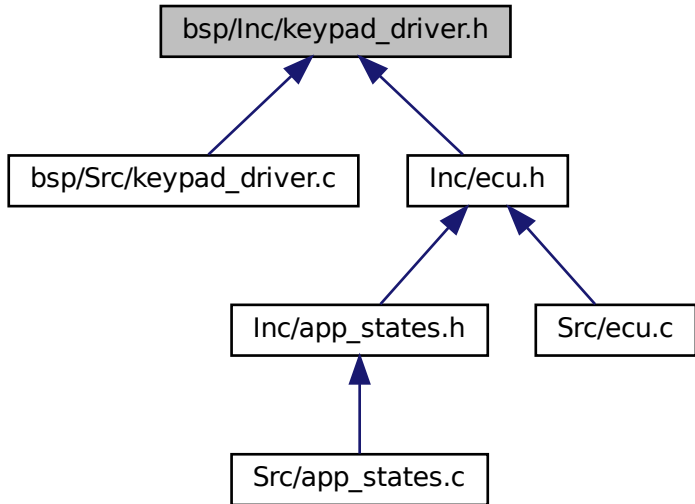 bsp/Inc/keypad_driver.h
bsp/Src/keypad_driver.c
Inc/ecu.h
Inc/app_states.h
Src/ecu.c
Src/app_states.c